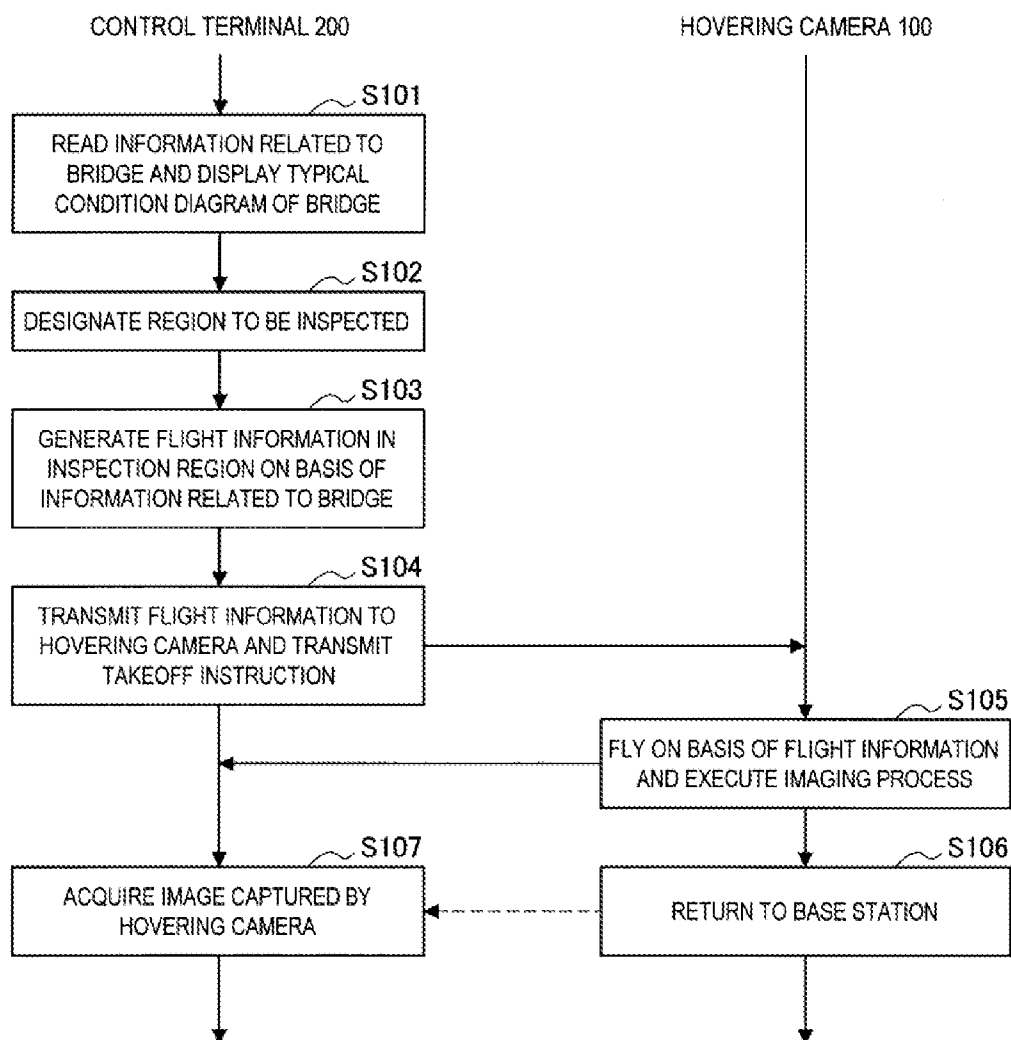 CONTROL TERMINAL 200
HOVERING CAMERA 100
S101
READ INFORMATION RELATED TO
BRIDGE AND DISPLAY TYPICAL
CONDITION DIAGRAM OF BRIDGE
S102
DESIGNATE REGION TO BE INSPECTED
S103
GENERATE FLIGHT INFORMATION IN
INSPECTION REGION ON BASIS OF
INFORMATION RELATED TO BRIDGE
S104
TRANSMIT FLIGHT INFORMATION TO
HOVERING CAMERA AND TRANSMIT
TAKEOFF INSTRUCTION
S105
FLY ON BASIS OF FLIGHT INFORMATION
AND EXECUTE IMAGING PROCESS
S107
ACQUIRE IMAGE CAPTURED BY
HOVERING CAMERA
S106
RETURN TO BASE STATION